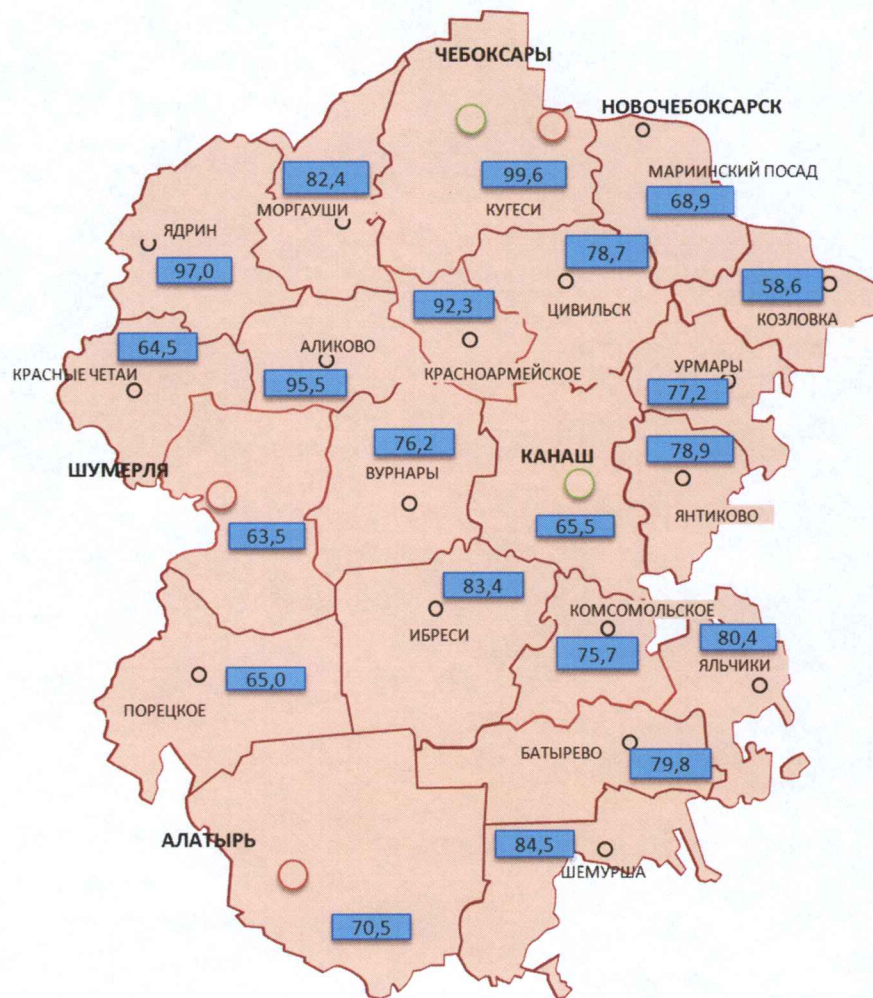 ЧЕБОКСАРЫ
НОВОЧЕБОКСАРСК
82,4
МОРГАУШИ
99,6
КУГЕСИ
МАРИИНСКИЙ ПОСАД
68,9
ЯДРИН
97,0
78,7
ЦИВИЛЬСК
58,6
КОЗЛОВКА
92,3
КРАСНОАРМЕЙСКОЕ
64,5
КРАСНЫЕ ЧЕТАИ
АЛИКОВО
95,5
УРМАРЫ
77,2
ШУМЕРЛЯ
63,5
76,2
ВУРНАРЫ
КАНАШ
65,5
78,9
ЯНТИКОВО
83,4
ИБРЕСИ
КОМСОМОЛЬСКОЕ
75,7
80,4
ЯЛЬЧИКИ
65,0
ПОРЕЦКОЕ
БАТЫРЕВО
79,8
АЛАТЫРЬ
70,5
84,5
ШЕМУРША